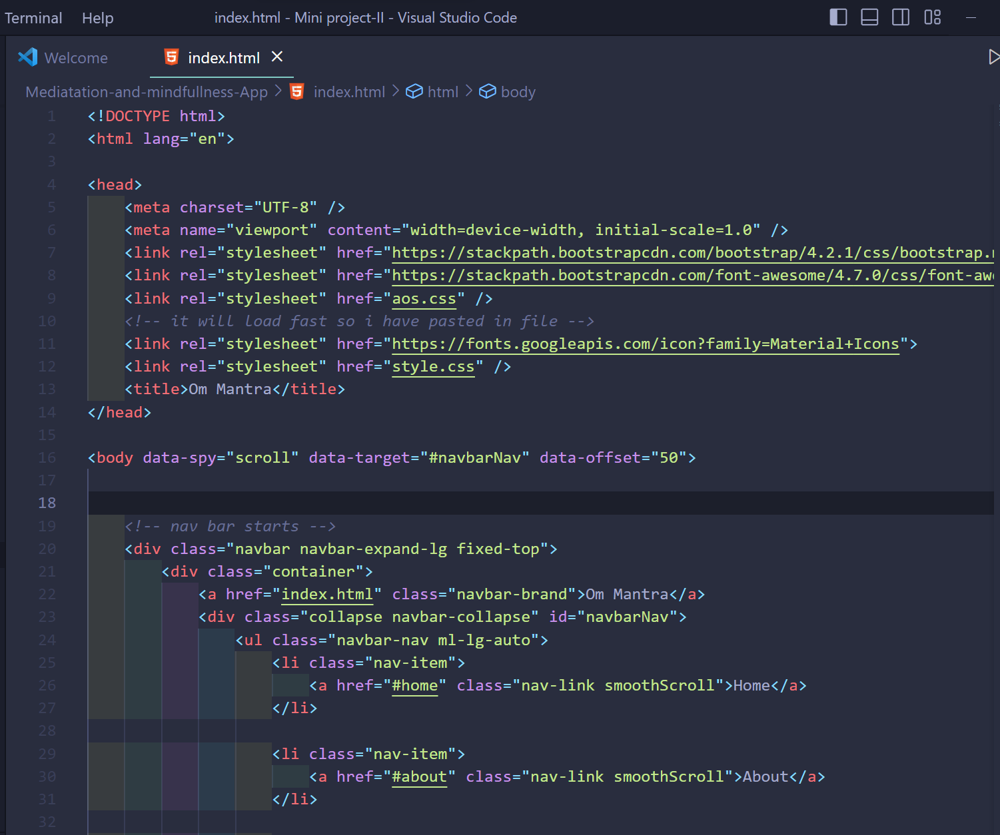 Terminal Help index.html - Mini project-II - Visual Studio Code
Welcome index.html
Mediatation-and-mindfullness-App > index.html > html > body
1 <!DOCTYPE html>
2 <html lang="en">
3
4 <head>
5 <meta charset="UTF-8" />
6 <meta name="viewport" content="width=device-width, initial-scale=1.0" />
7 <link rel="stylesheet" href="https://stackpath.bootstrapcdn.com/bootstrap/4.2.1/css/bootstrap.
8 <link rel="stylesheet" href="https://stackpath.bootstrapcdn.com/font-awesome/4.7.0/css/font-aw
9 <link rel="stylesheet" href="aos.css" />
10 <!-- it will load fast so i have pasted in file -->
11 <link rel="stylesheet" href="https://fonts.googleapis.com/icon?family=Material+Icons">
12 <link rel="stylesheet" href="style.css" />
13 <title>Om Mantra</title>
14 </head>
15
16 <body data-spy="scroll" data-target="#navbarNav" data-offset="50">
17
18
19 <!-- nav bar starts -->
20 <div class="navbar navbar-expand-lg fixed-top">
21 <div class="container">
22 <a href="index.html" class="navbar-brand">Om Mantra</a>
23 <div class="collapse navbar-collapse" id="navbarNav">
24 <ul class="navbar-nav ml-lg-auto">
25 <li class="nav-item">
26 <a href="#home" class="nav-link smoothScroll">Home</a>
27 </li>
28
29 <li class="nav-item">
30 <a href="#about" class="nav-link smoothScroll">About</a>
31 </li>
32